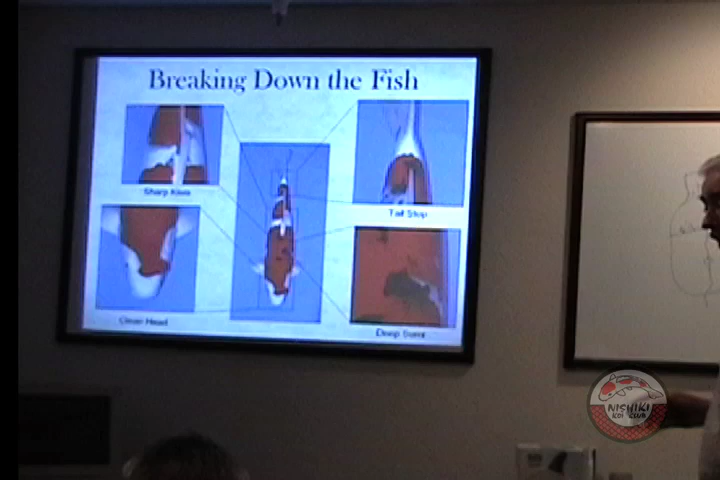 Breaking Down the Fish
Sharp Kiwa
Tail Stop
Clean Head
Deep Sumi
NISHIKI
KOI CLUB